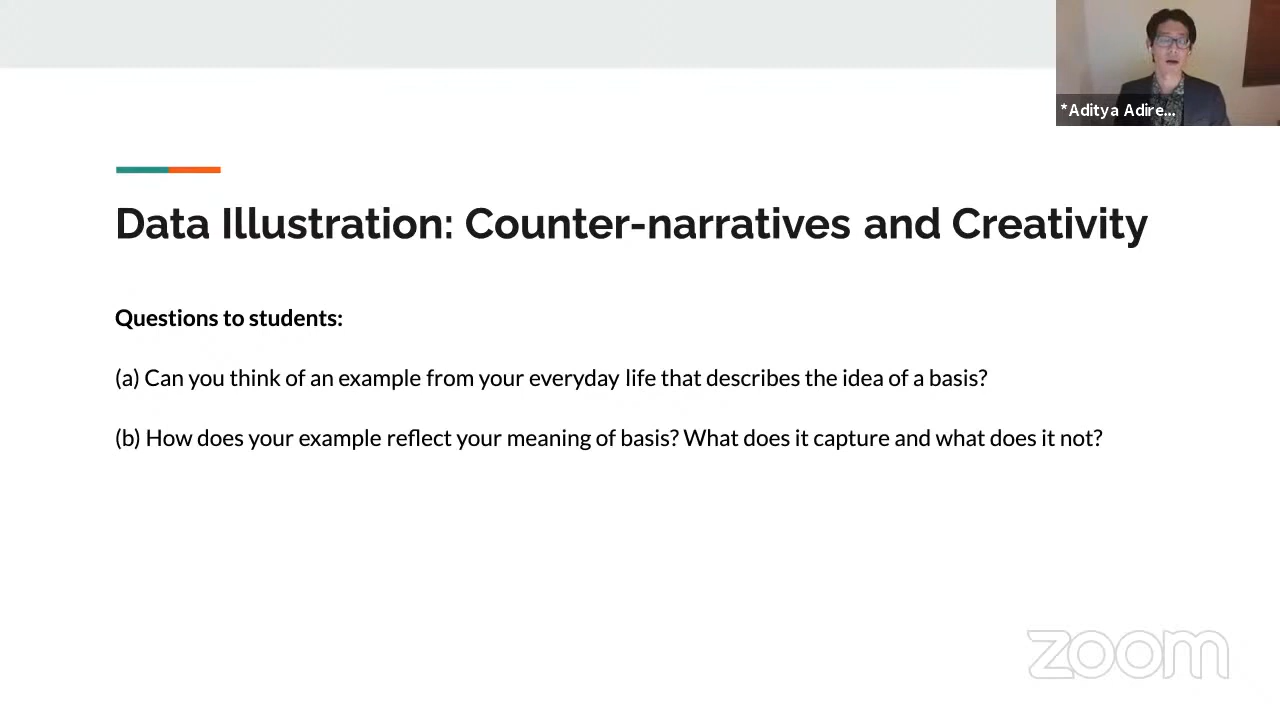 *Aditya Adire...
Data Illustration: Counter-narratives and Creativity
Questions to students:
(a) Can you think of an example from your everyday life that describes the idea of a basis?
(b) How does your example reflect your meaning of basis? What does it capture and what does it not?
zoom